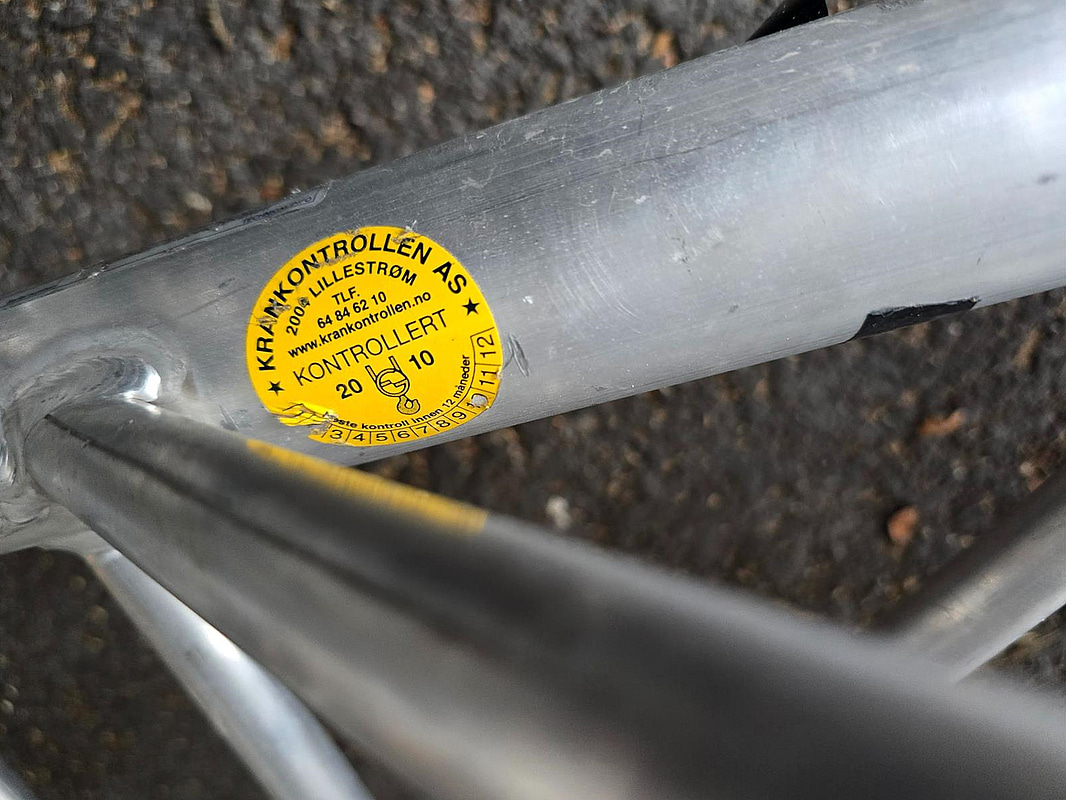 KRANKONTROLLEN AS
LILLESTRØM
TLF.
64 84 62 10
www.krankontrollen.no
KONTROLLERT
20 10
kontroll innen 12 måneder
3 4 5 6 7 8 9 11 12